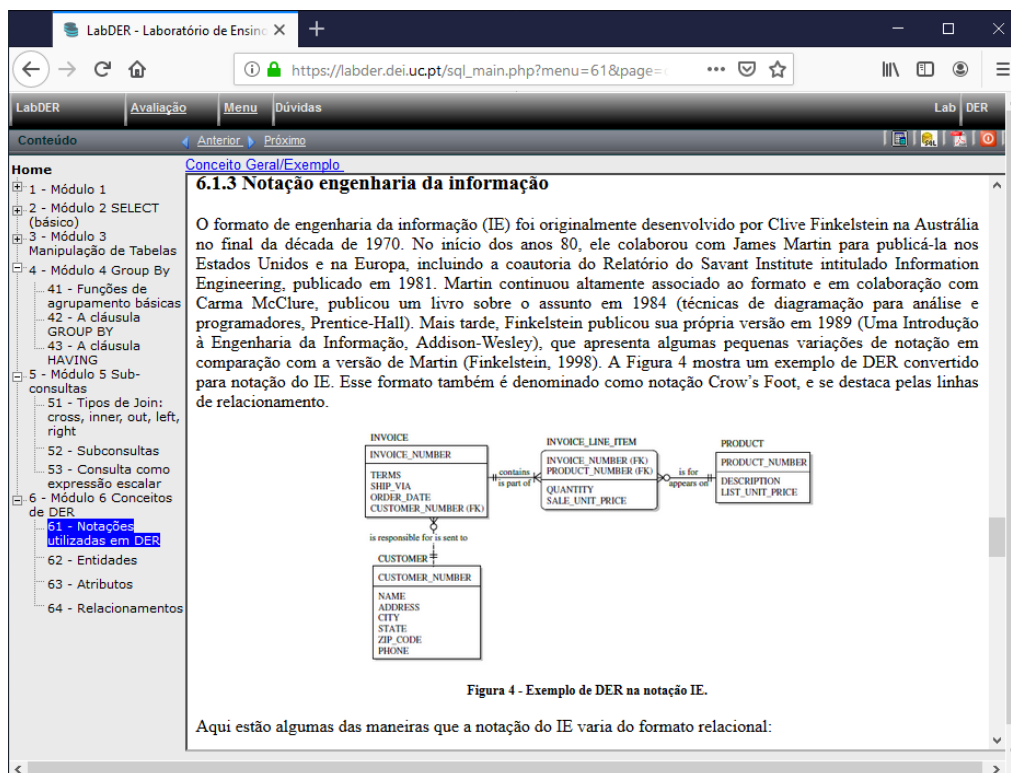 LabDER - Laboratório de Ensinc
https://labder.dei.uc.pt/sql_main.php?menu=61&page=
LabDER Avaliação Menu Dúvidas Lab DER
Conteúdo Anterior Próximo
Home
1 - Módulo 1
2 - Módulo 2 SELECT
(básico)
3 - Módulo 3
Manipulação de Tabelas
4 - Módulo 4 Group By
41 - Funções de
agrupamento básicas
42 - A cláusula
GROUP BY
43 - A cláusula
HAVING
5 - Módulo 5 Sub-
consultas
51 - Tipos de Join:
cross, inner, out, left,
right
52 - Subconsultas
53 - Consulta como
expressão escalar
6 - Módulo 6 Conceitos
de DER
61 - Notações
utilizadas em DER
62 - Entidades
63 - Atributos
64 - Relacionamentos
Conceito Geral/Exemplo
6.1.3 Notação engenharia da informação
O formato de engenharia da informação (IE) foi originalmente desenvolvido por Clive Finkelstein na Austrália
no final da década de 1970. No início dos anos 80, ele colaborou com James Martin para publicá-la nos
Estados Unidos e na Europa, incluindo a coautoria do Relatório do Savant Institute intitulado Information
Engineering, publicado em 1981. Martin continuou altamente associado ao formato e em colaboração com
Carma McClure, publicou um livro sobre o assunto em 1984 (técnicas de diagramação para análise e
programadores, Prentice-Hall). Mais tarde, Finkelstein publicou sua própria versão em 1989 (Uma Introdução
à Engenharia da Informação, Addison-Wesley), que apresenta algumas pequenas variações de notação em
comparação com a versão de Martin (Finkelstein, 1998). A Figura 4 mostra um exemplo de DER convertido
para notação do IE. Esse formato também é denominado como notação Crow's Foot, e se destaca pelas linhas
de relacionamento.
INVOICE
INVOICE_NUMBER
TERMS
SHIP_VIA
ORDER_DATE
CUSTOMER_NUMBER (FK)
contains
is part of
INVOICE_LINE_ITEM
INVOICE_NUMBER (FK)
PRODUCT_NUMBER (FK)
QUANTITY
SALE_UNIT_PRICE
is for
appears on
PRODUCT
PRODUCT_NUMBER
DESCRIPTION
LIST_UNIT_PRICE
is responsible for is sent to
CUSTOMER
CUSTOMER_NUMBER
NAME
ADDRESS
CITY
STATE
ZIP_CODE
PHONE
Figura 4 - Exemplo de DER na notação IE.
Aqui estão algumas das maneiras que a notação do IE varia do formato relacional: